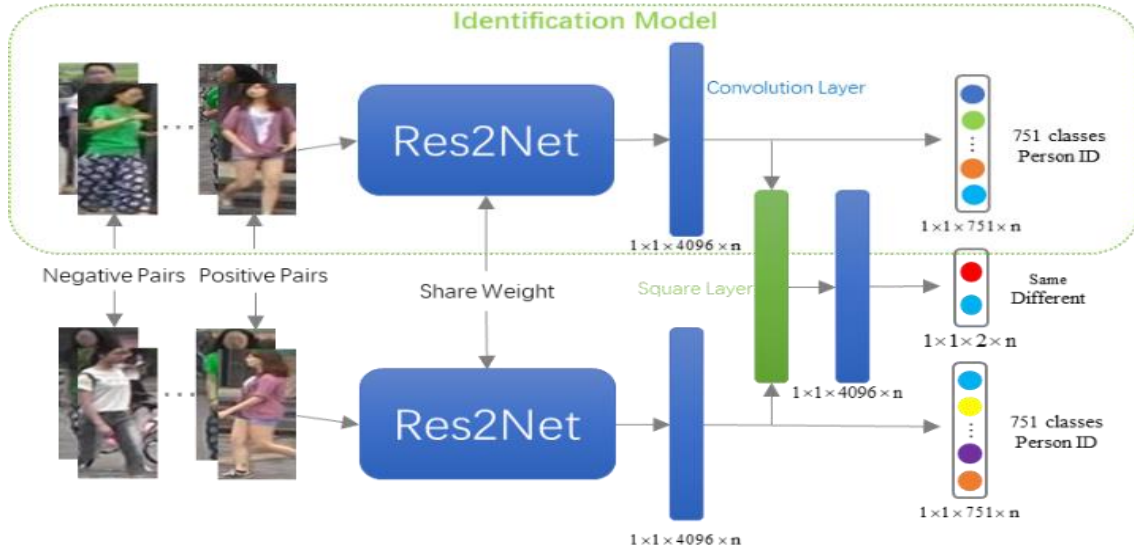 Identification Model
Res2Net
Convolution Layer
751 classes
Person ID
1×1×4096×n
1×1×751×n
Negative Pairs
Positive Pairs
Share Weight
Square Layer
Same
Different
1×1×2×n
1×1×4096×n
Res2Net
751 classes
Person ID
1×1×751×n
1×1×4096×n